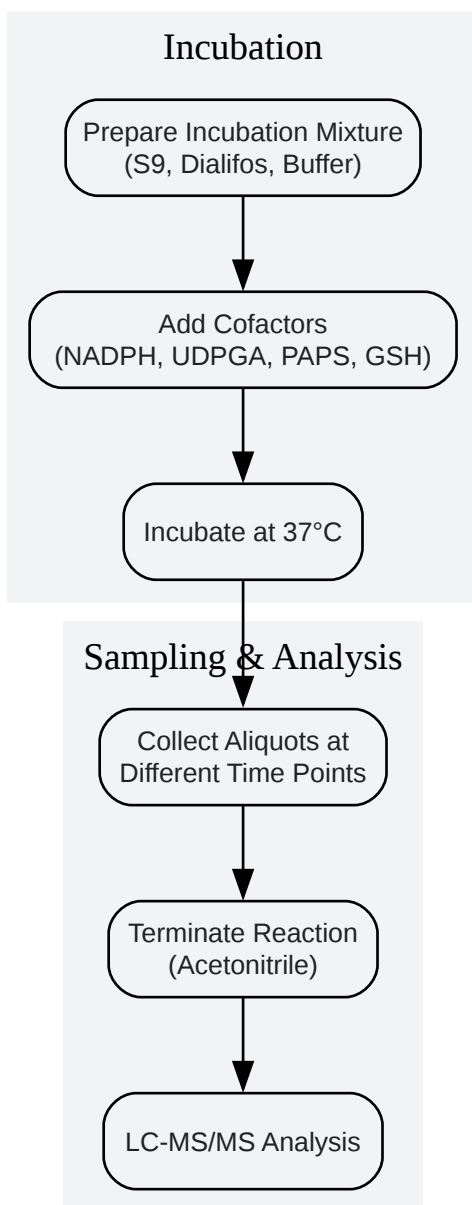 Incubation
Prepare Incubation Mixture
(S9, Dialifos, Buffer)
Add Cofactors
(NADPH, UDPGA, PAPS, GSH)
Incubate at 37°C
Sampling & Analysis
Collect Aliquots at
Different Time Points
Terminate Reaction
(Acetonitrile)
LC-MS/MS Analysis